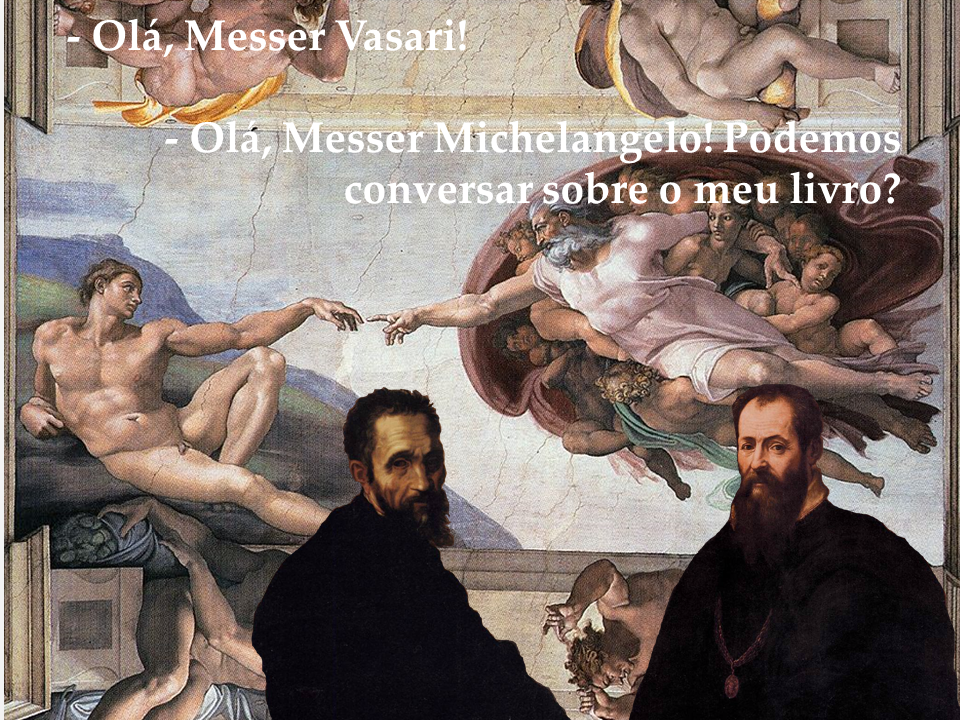 - Olá, Messer Vasari!
- Olá, Messer Michelangelo! Podemos
conversar sobre o meu livro?